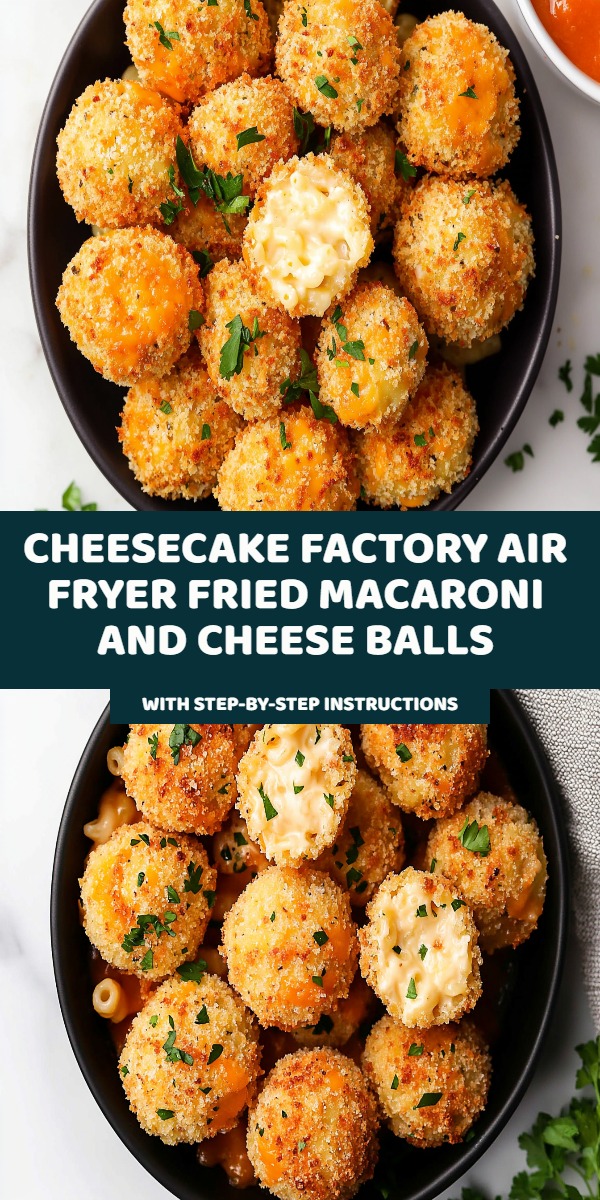 CHEESECAKE FACTORY AIR
FRYER FRIED MACARONI
AND CHEESE BALLS
WITH STEP-BY-STEP INSTRUCTIONS